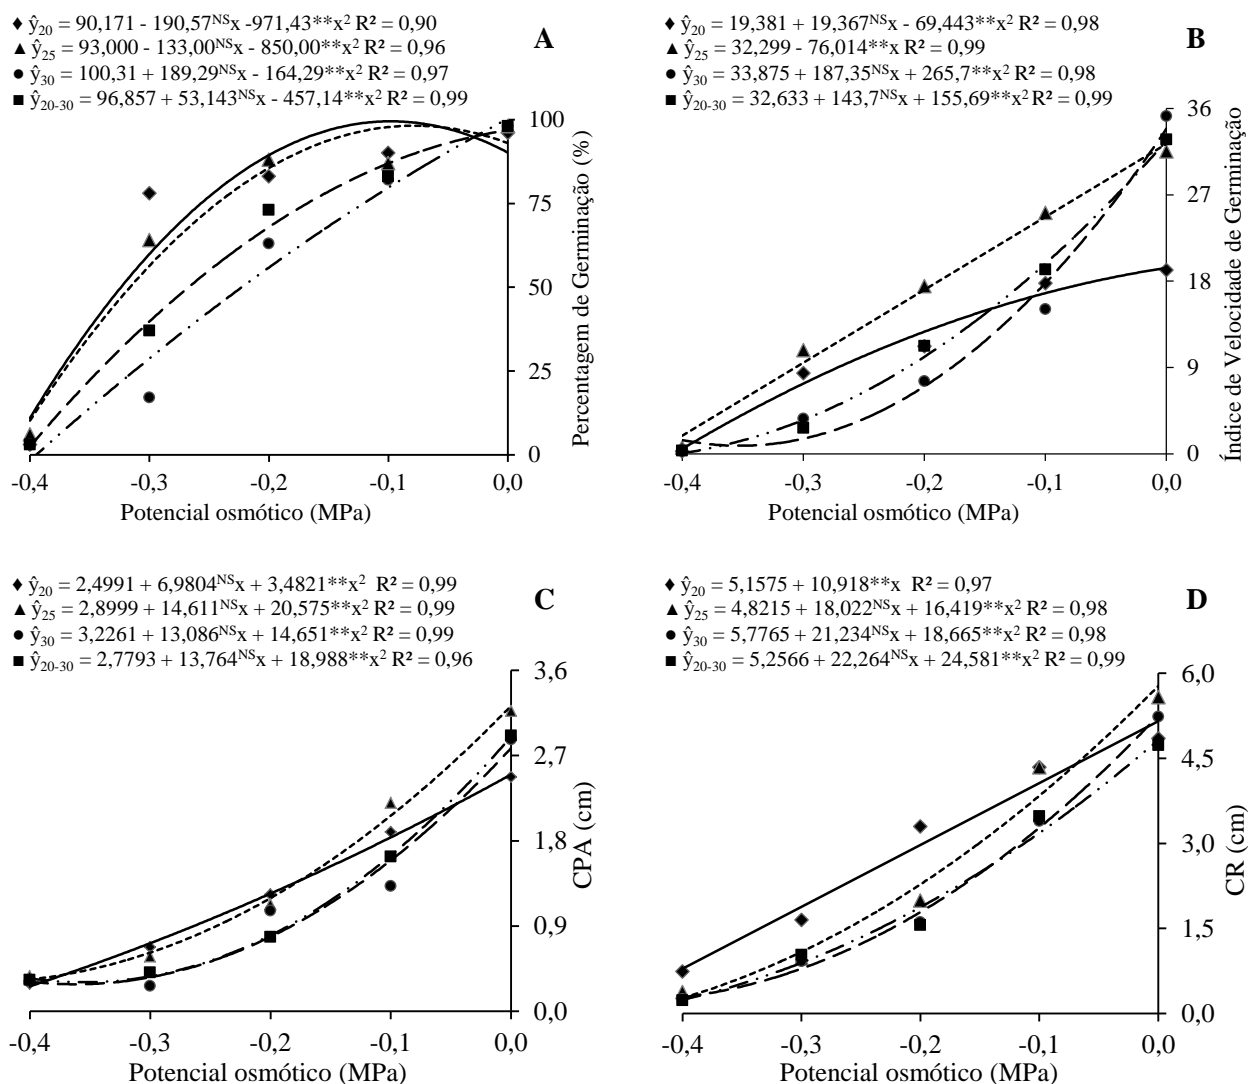 ♦ ŷ20 = 90,171 - 190,57ᴺˢx -971,43**x² R² = 0,90
▲ ŷ25 = 93,000 - 133,00ᴺˢx - 850,00**x² R² = 0,96
● ŷ30 = 100,31 + 189,29ᴺˢx - 164,29**x² R² = 0,97
■ ŷ20-30 = 96,857 + 53,143ᴺˢx - 457,14**x² R² = 0,99
A
100
75
50
25
0
Percentagem de Germinação (%)
-0,4 -0,3 -0,2 -0,1 0,0
Potencial osmótico (MPa)
♦ ŷ20 = 19,381 + 19,367ᴺˢx - 69,443**x² R² = 0,98
▲ ŷ25 = 32,299 - 76,014**x R² = 0,99
● ŷ30 = 33,875 + 187,35ᴺˢx + 265,7**x² R² = 0,98
■ ŷ20-30 = 32,633 + 143,7ᴺˢx + 155,69**x² R² = 0,99
B
36
27
18
9
0
Índice de Velocidade de Germinação
-0,4 -0,3 -0,2 -0,1 0,0
Potencial osmótico (MPa)
♦ ŷ20 = 2,4991 + 6,9804ᴺˢx + 3,4821**x² R² = 0,99
▲ ŷ25 = 2,8999 + 14,611ᴺˢx + 20,575**x² R² = 0,99
● ŷ30 = 3,2261 + 13,086ᴺˢx + 14,651**x² R² = 0,99
■ ŷ20-30 = 2,7793 + 13,764ᴺˢx + 18,988**x² R² = 0,96
C
3,6
2,7
1,8
0,9
0,0
CPA (cm)
-0,4 -0,3 -0,2 -0,1 0,0
Potencial osmótico (MPa)
♦ ŷ20 = 5,1575 + 10,918**x R² = 0,97
▲ ŷ25 = 4,8215 + 18,022ᴺˢx + 16,419**x² R² = 0,98
● ŷ30 = 5,7765 + 21,234ᴺˢx + 18,665**x² R² = 0,98
■ ŷ20-30 = 5,2566 + 22,264ᴺˢx + 24,581**x² R² = 0,99
D
6,0
4,5
3,0
1,5
0,0
CR (cm)
-0,4 -0,3 -0,2 -0,1 0,0
Potencial osmótico (MPa)